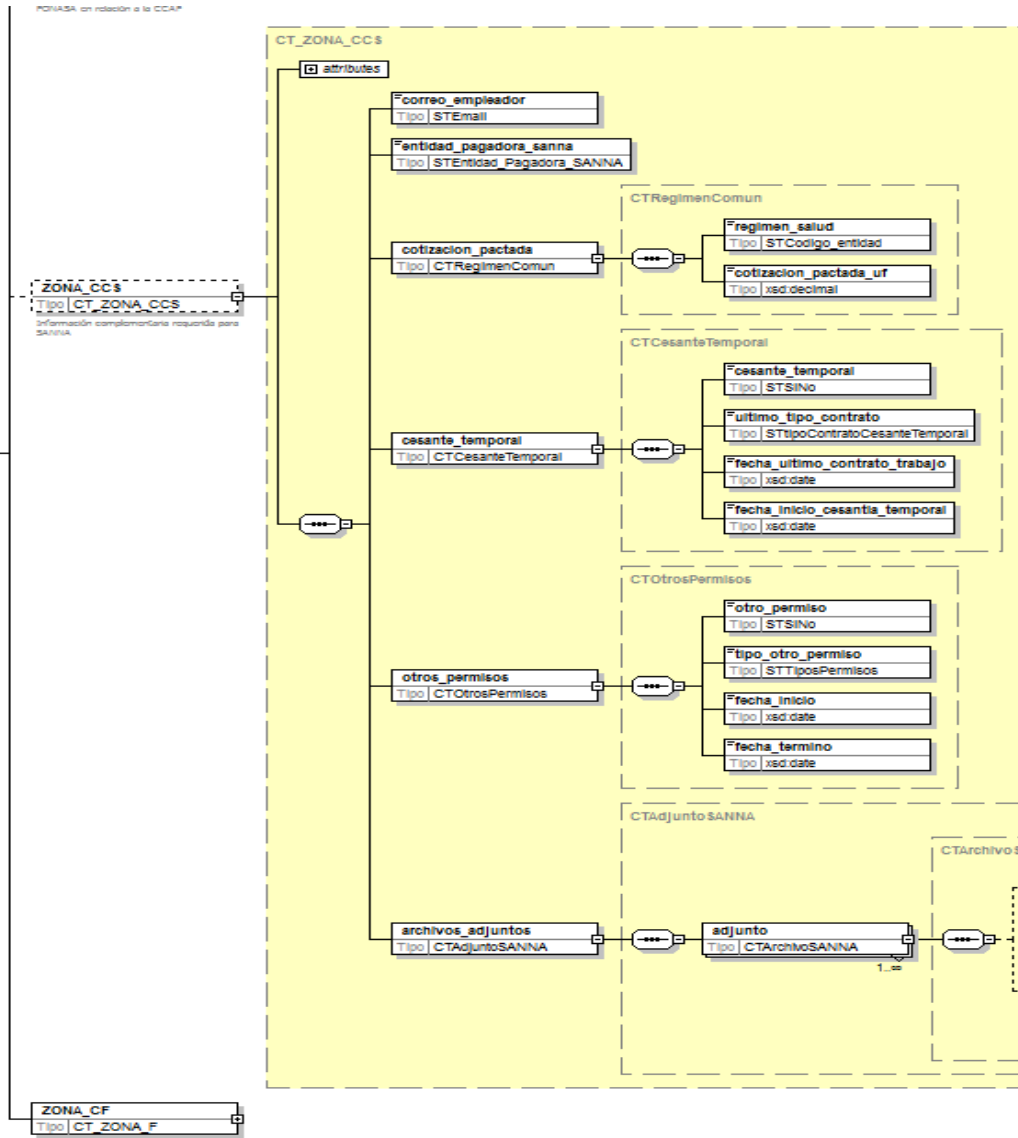 FONASA en relación a la CCAF
CT_ZONA_CCS
attributes
correo_empleador
Tipo STEmail
entidad_pagadora_sanna
Tipo STEntidad_Pagadora_SANNA
CTRegimenComun
regimen_salud
Tipo STCodigo_entidad
cotizacion_pactada
Tipo CTRegimenComun
cotizacion_pactada_uf
Tipo xsd:decimal
ZONA_CCS
Tipo CT_ZONA_CCS
Información complementaria requerida para
SANNA
CTCesanteTemporal
cesante_temporal
Tipo STSINo
ultimo_tipo_contrato
Tipo STtipoContratoCesanteTemporal
cesante_temporal
Tipo CTCesanteTemporal
fecha_ultimo_contrato_trabajo
Tipo xsd:date
fecha_inicio_cesantia_temporal
Tipo xsd:date
CTOtrosPermisos
otro_permiso
Tipo STSINo
tipo_otro_permiso
Tipo STTiposPermisos
otros_permisos
Tipo CTOtrosPermisos
fecha_inicio
Tipo xsd:date
fecha_termino
Tipo xsd:date
CTAdjuntoSANNA
CTArchivoS
archivos_adjuntos
Tipo CTAdjuntoSANNA
adjunto
Tipo CTArchivoSANNA
1..∞
ZONA_CF
Tipo CT_ZONA_F